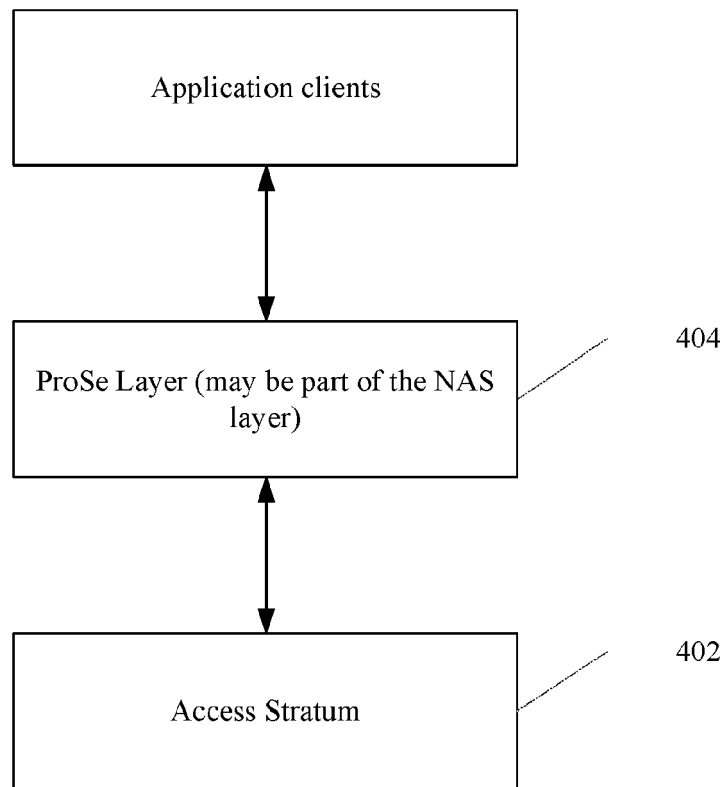 Application clients
404
ProSe Layer (may be part of the NAS
layer)
402
Access Stratum